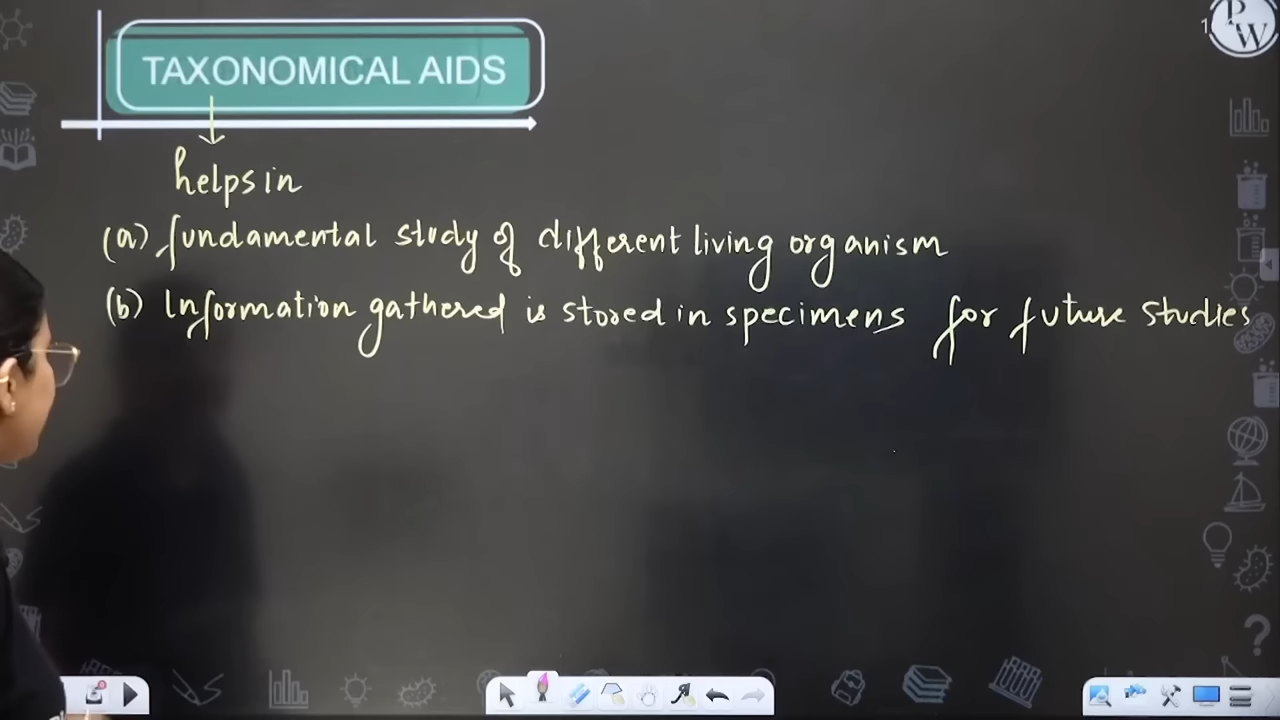 TAXONOMICAL AIDS
helps in
(a) fundamental study of different living organism
(b) Information gathered is stored in specimens for future studies
PW